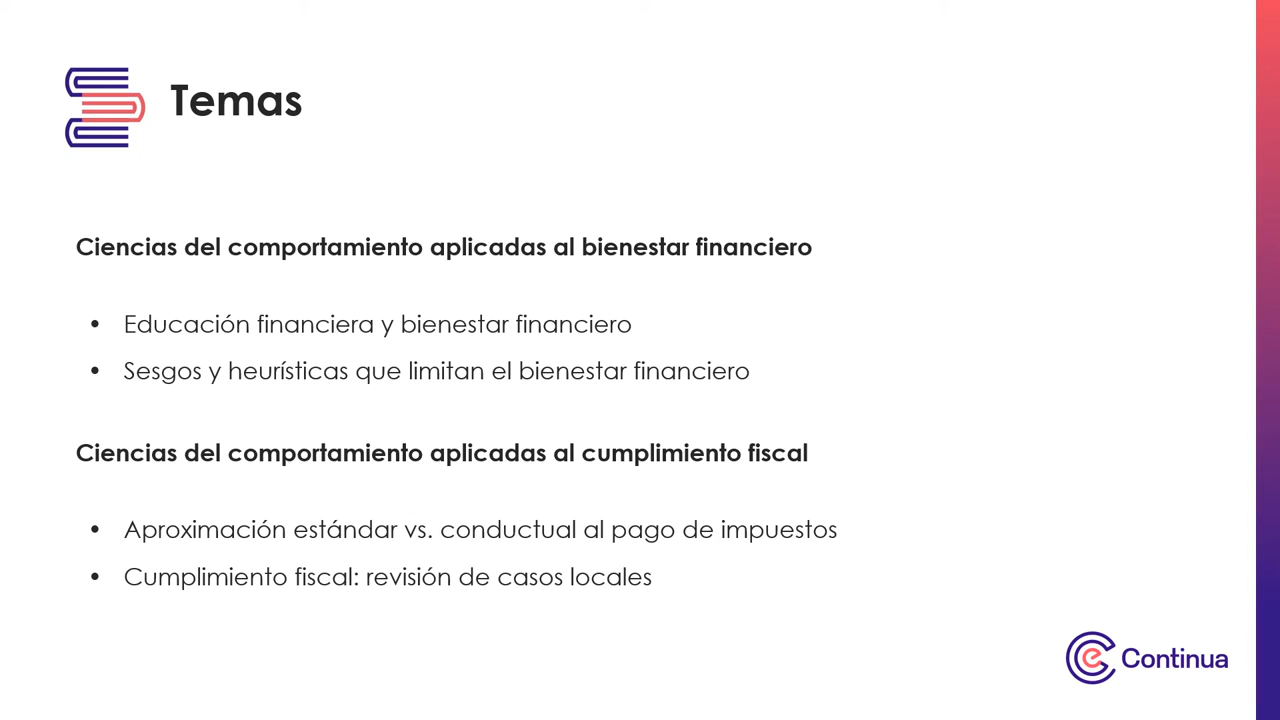 Temas
Ciencias del comportamiento aplicadas al bienestar financiero
• Educación financiera y bienestar financiero
• Sesgos y heurísticas que limitan el bienestar financiero
Ciencias del comportamiento aplicadas al cumplimiento fiscal
• Aproximación estándar vs. conductual al pago de impuestos
• Cumplimiento fiscal: revisión de casos locales
e Continua